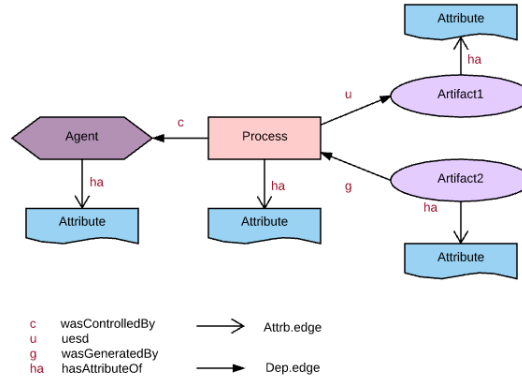 Attribute
ha
Artifact1
u
c
Agent
Process
Artifact2
g
ha
ha
ha
Attribute
Attribute
Attribute
c wasControlledBy
u uesd
g wasGeneratedBy
ha hasAttributeOf
Attrb.edge
Dep.edge